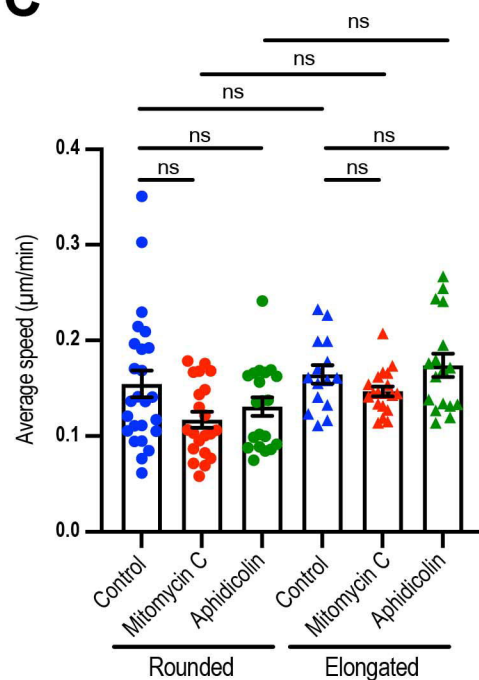 C
ns
ns
ns
ns ns
ns ns
0.4
0.3
0.2
0.1
0.0
Average speed (µm/min)
Control Mitomycin C Aphidicolin Control Mitomycin C Aphidicolin
Rounded Elongated